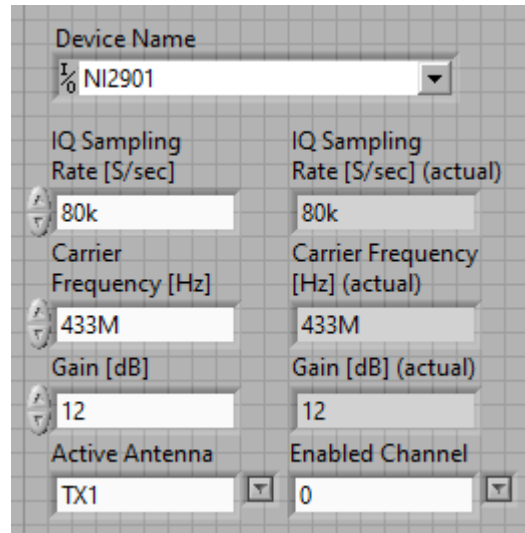 Device Name
I/O NI2901
IQ Sampling
Rate [S/sec]
80k
IQ Sampling
Rate [S/sec] (actual)
80k
Carrier
Frequency [Hz]
433M
Carrier Frequency
[Hz] (actual)
433M
Gain [dB]
12
Gain [dB] (actual)
12
Active Antenna
TX1
Enabled Channel
0